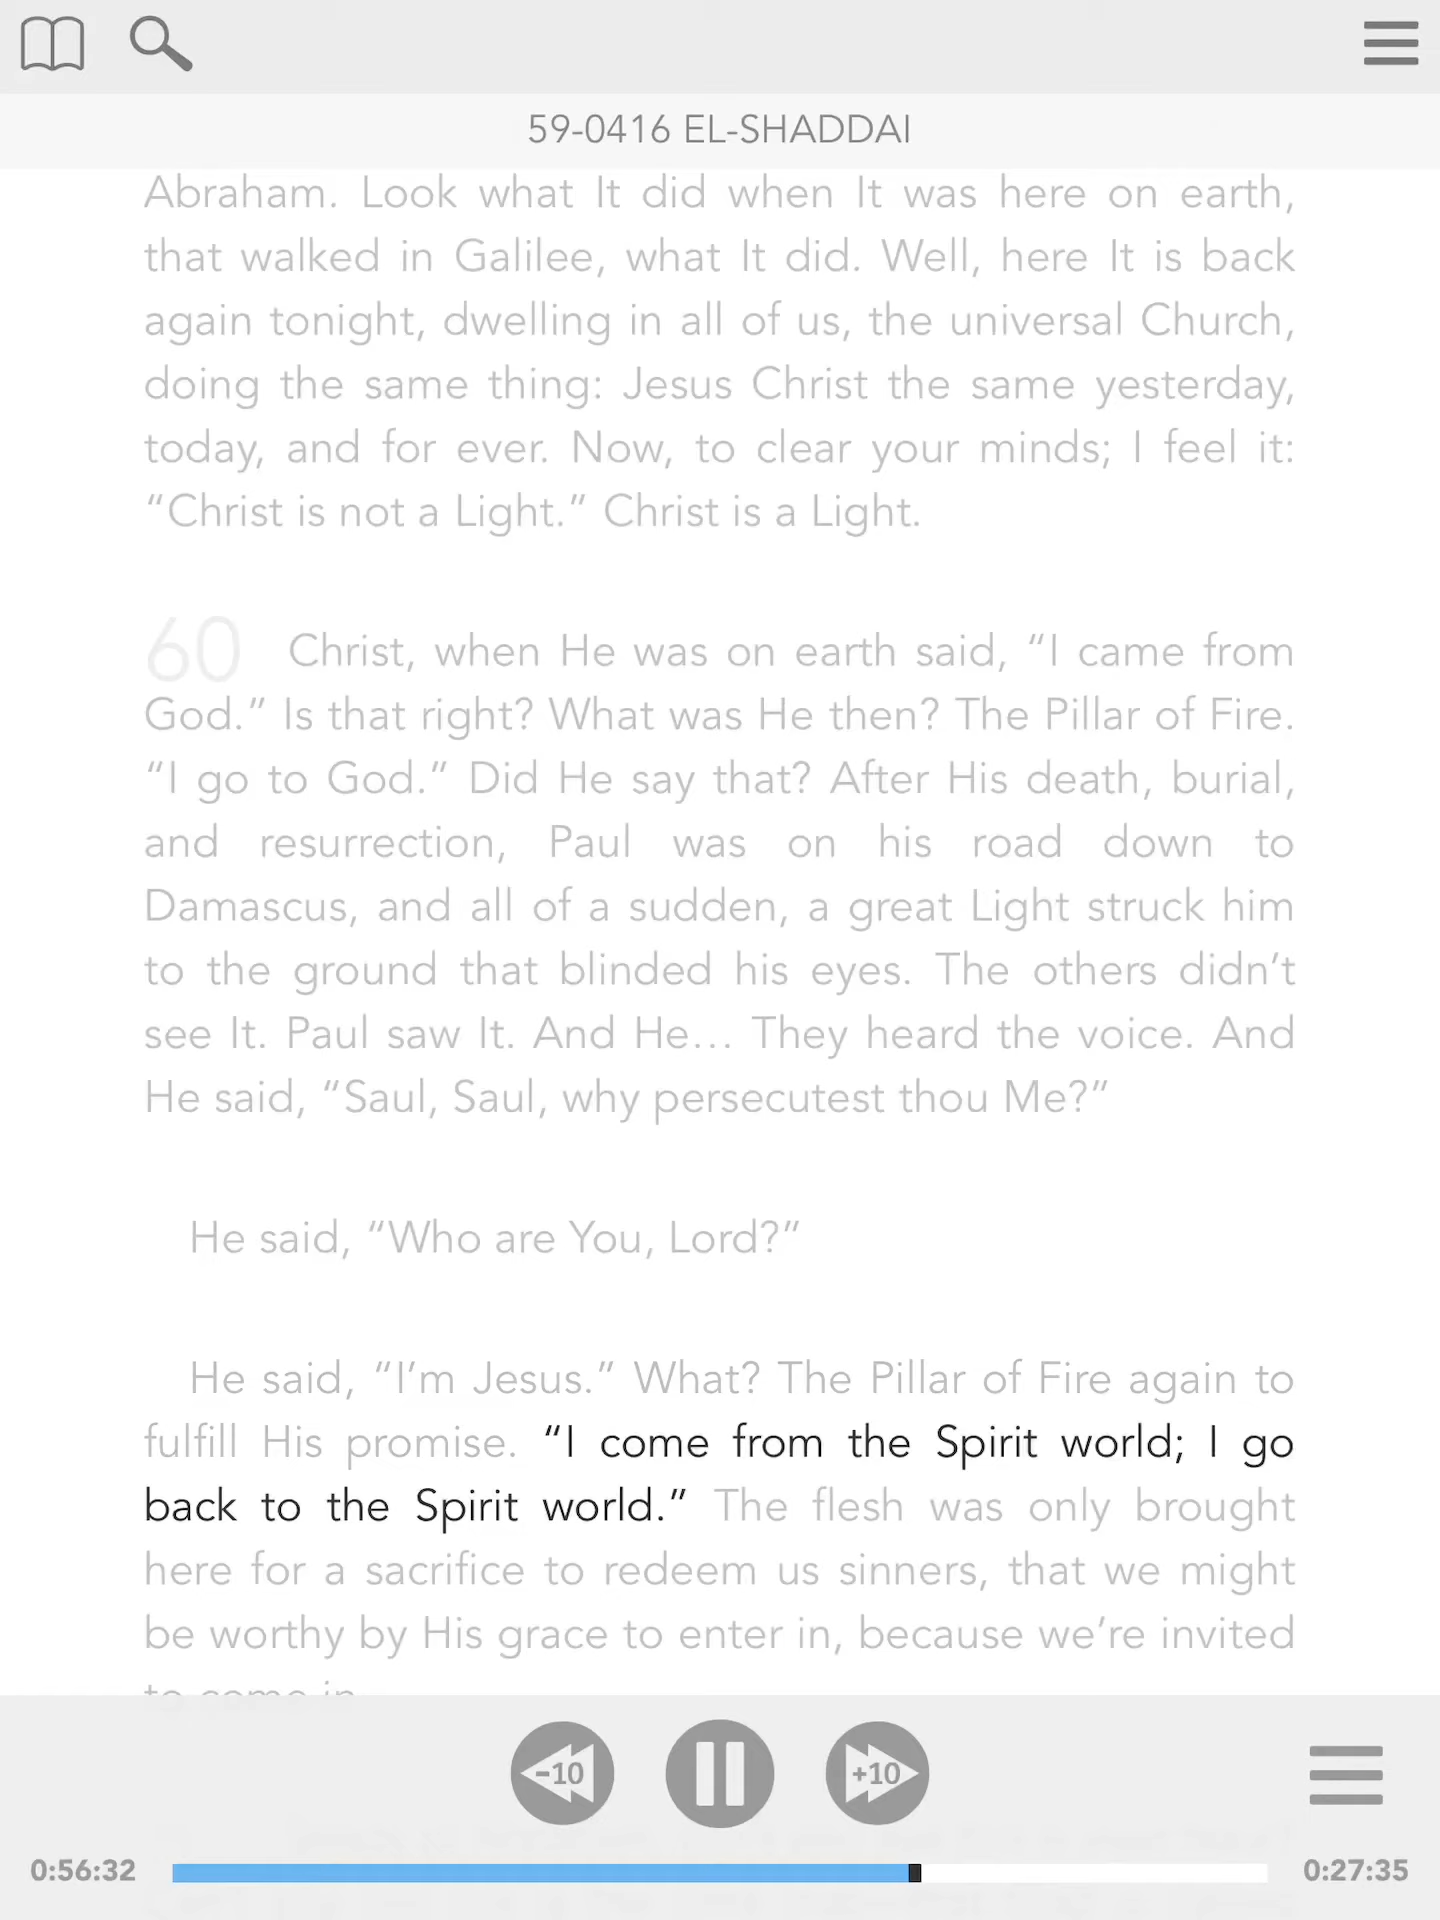 59-0416 EL-SHADDAI
Abraham. Look what It did when It was here on earth,
that walked in Galilee, what It did. Well, here It is back
again tonight, dwelling in all of us, the universal Church,
doing the same thing: Jesus Christ the same yesterday,
today, and for ever. Now, to clear your minds; I feel it:
“Christ is not a Light.” Christ is a Light.
60 Christ, when He was on earth said, “I came from
God.” Is that right? What was He then? The Pillar of Fire.
“I go to God.” Did He say that? After His death, burial,
and resurrection, Paul was on his road down to
Damascus, and all of a sudden, a great Light struck him
to the ground that blinded his eyes. The others didn’t
see It. Paul saw It. And He… They heard the voice. And
He said, “Saul, Saul, why persecutest thou Me?”
He said, “Who are You, Lord?”
He said, “I’m Jesus.” What? The Pillar of Fire again to
fulfill His promise. “I come from the Spirit world; I go
back to the Spirit world.” The flesh was only brought
here for a sacrifice to redeem us sinners, that we might
be worthy by His grace to enter in, because we’re invited
to come in
-10 +10
0:56:32 0:27:35